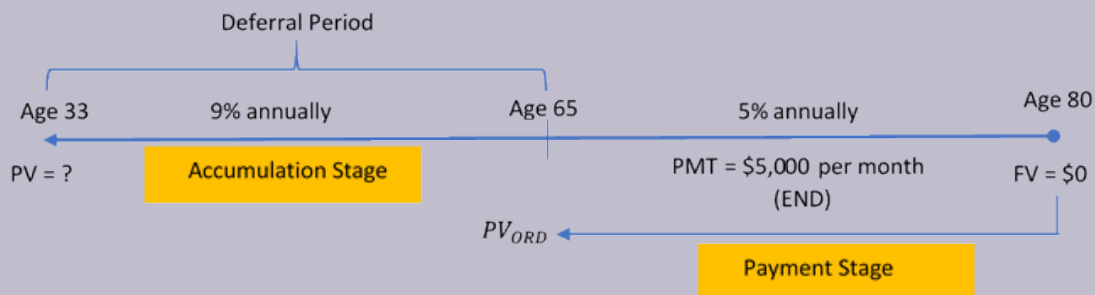 Deferral Period
Age 33
9% annually
Age 65
5% annually
Age 80
PV = ?
Accumulation Stage
PMT = $5,000 per month
(END)
FV = $0
PV_ORD
Payment Stage